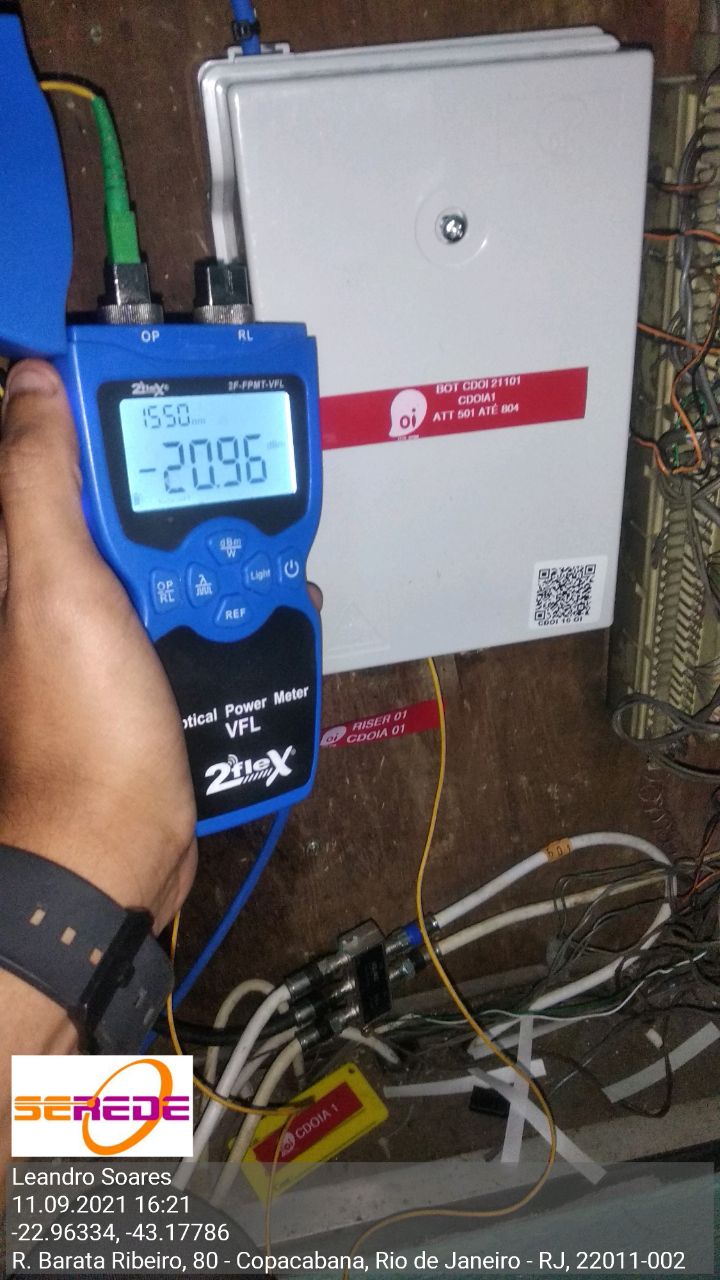 OP
RL
2flex®
2F-FPMT-VFL
1550nm
-20.96
dBm
dBm
W
OP
RL
λ
Light
REF
Optical Power Meter
VFL
2flex®
BOT CDOI 21101
CDOIA1
ATT 501 ATÉ 804
oi
CDOI 16 OI
oi
RISER 01
CDOIA 01
501
oi CDOIA 1
SEREDE
Leandro Soares
11.09.2021 16:21
-22.96334, -43.17786
R. Barata Ribeiro, 80 - Copacabana, Rio de Janeiro - RJ, 22011-002